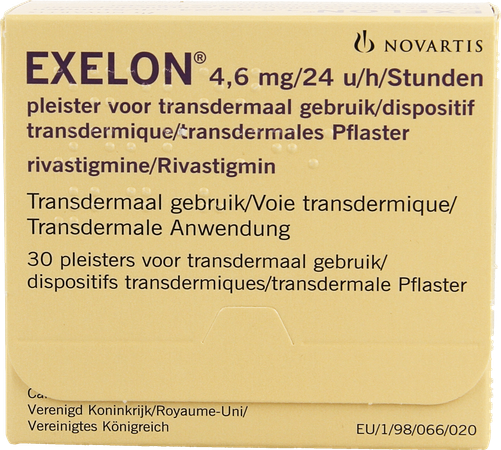 NOVARTIS
EXELON® 4,6 mg/24 u/h/Stunden
pleister voor transdermaal gebruik/dispositif
transdermique/transdermales Pflaster
rivastigmine/Rivastigmin
Transdermaal gebruik/Voie transdermique/
Transdermale Anwendung
30 pleisters voor transdermaal gebruik/
dispositifs transdermiques/transdermale Pflaster
Verenigd Koninkrijk/Royaume-Uni/
Vereinigtes Königreich
EU/1/98/066/020